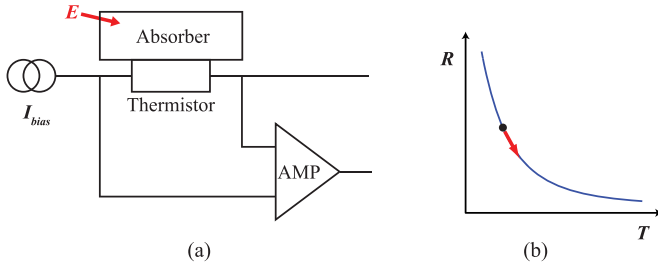 E
Absorber
Thermistor
I_bias
AMP
(a)
R
T
(b)